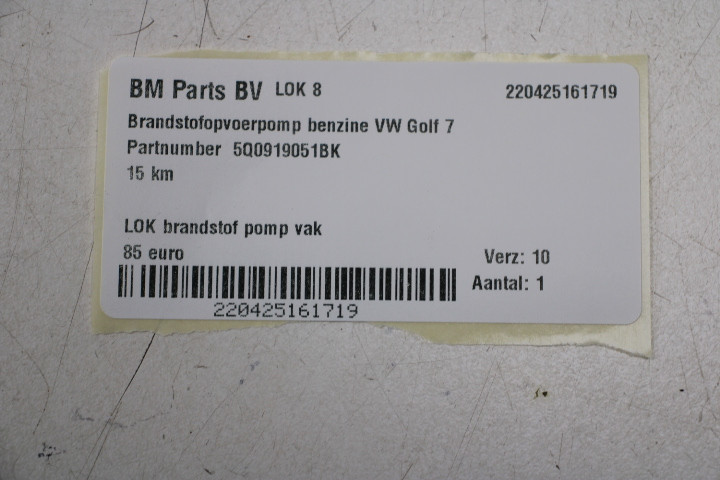 BM Parts BV LOK 8 220425161719
Brandstofopvoerpomp benzine VW Golf 7
Partnumber 5Q0919051BK
15 km
LOK brandstof pomp vak
85 euro Verz: 10
Aantal: 1
220425161719